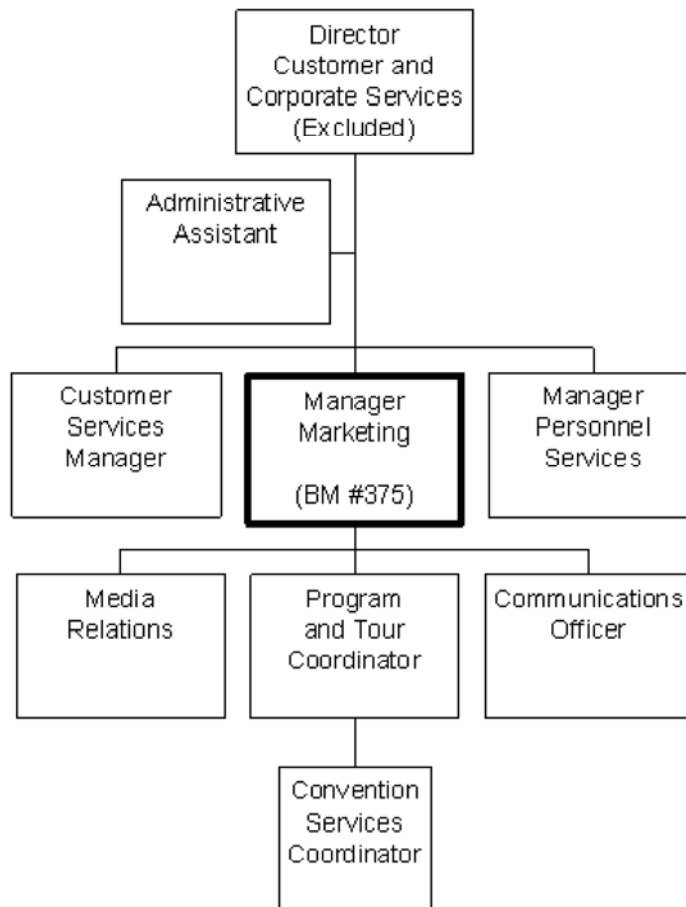 Director
Customer and
Corporate Services
(Excluded)
Administrative
Assistant
Customer
Services
Manager
Manager
Marketing
(BM #375)
Manager
Personnel
Services
Media
Relations
Program
and Tour
Coordinator
Communications
Officer
Convention
Services
Coordinator